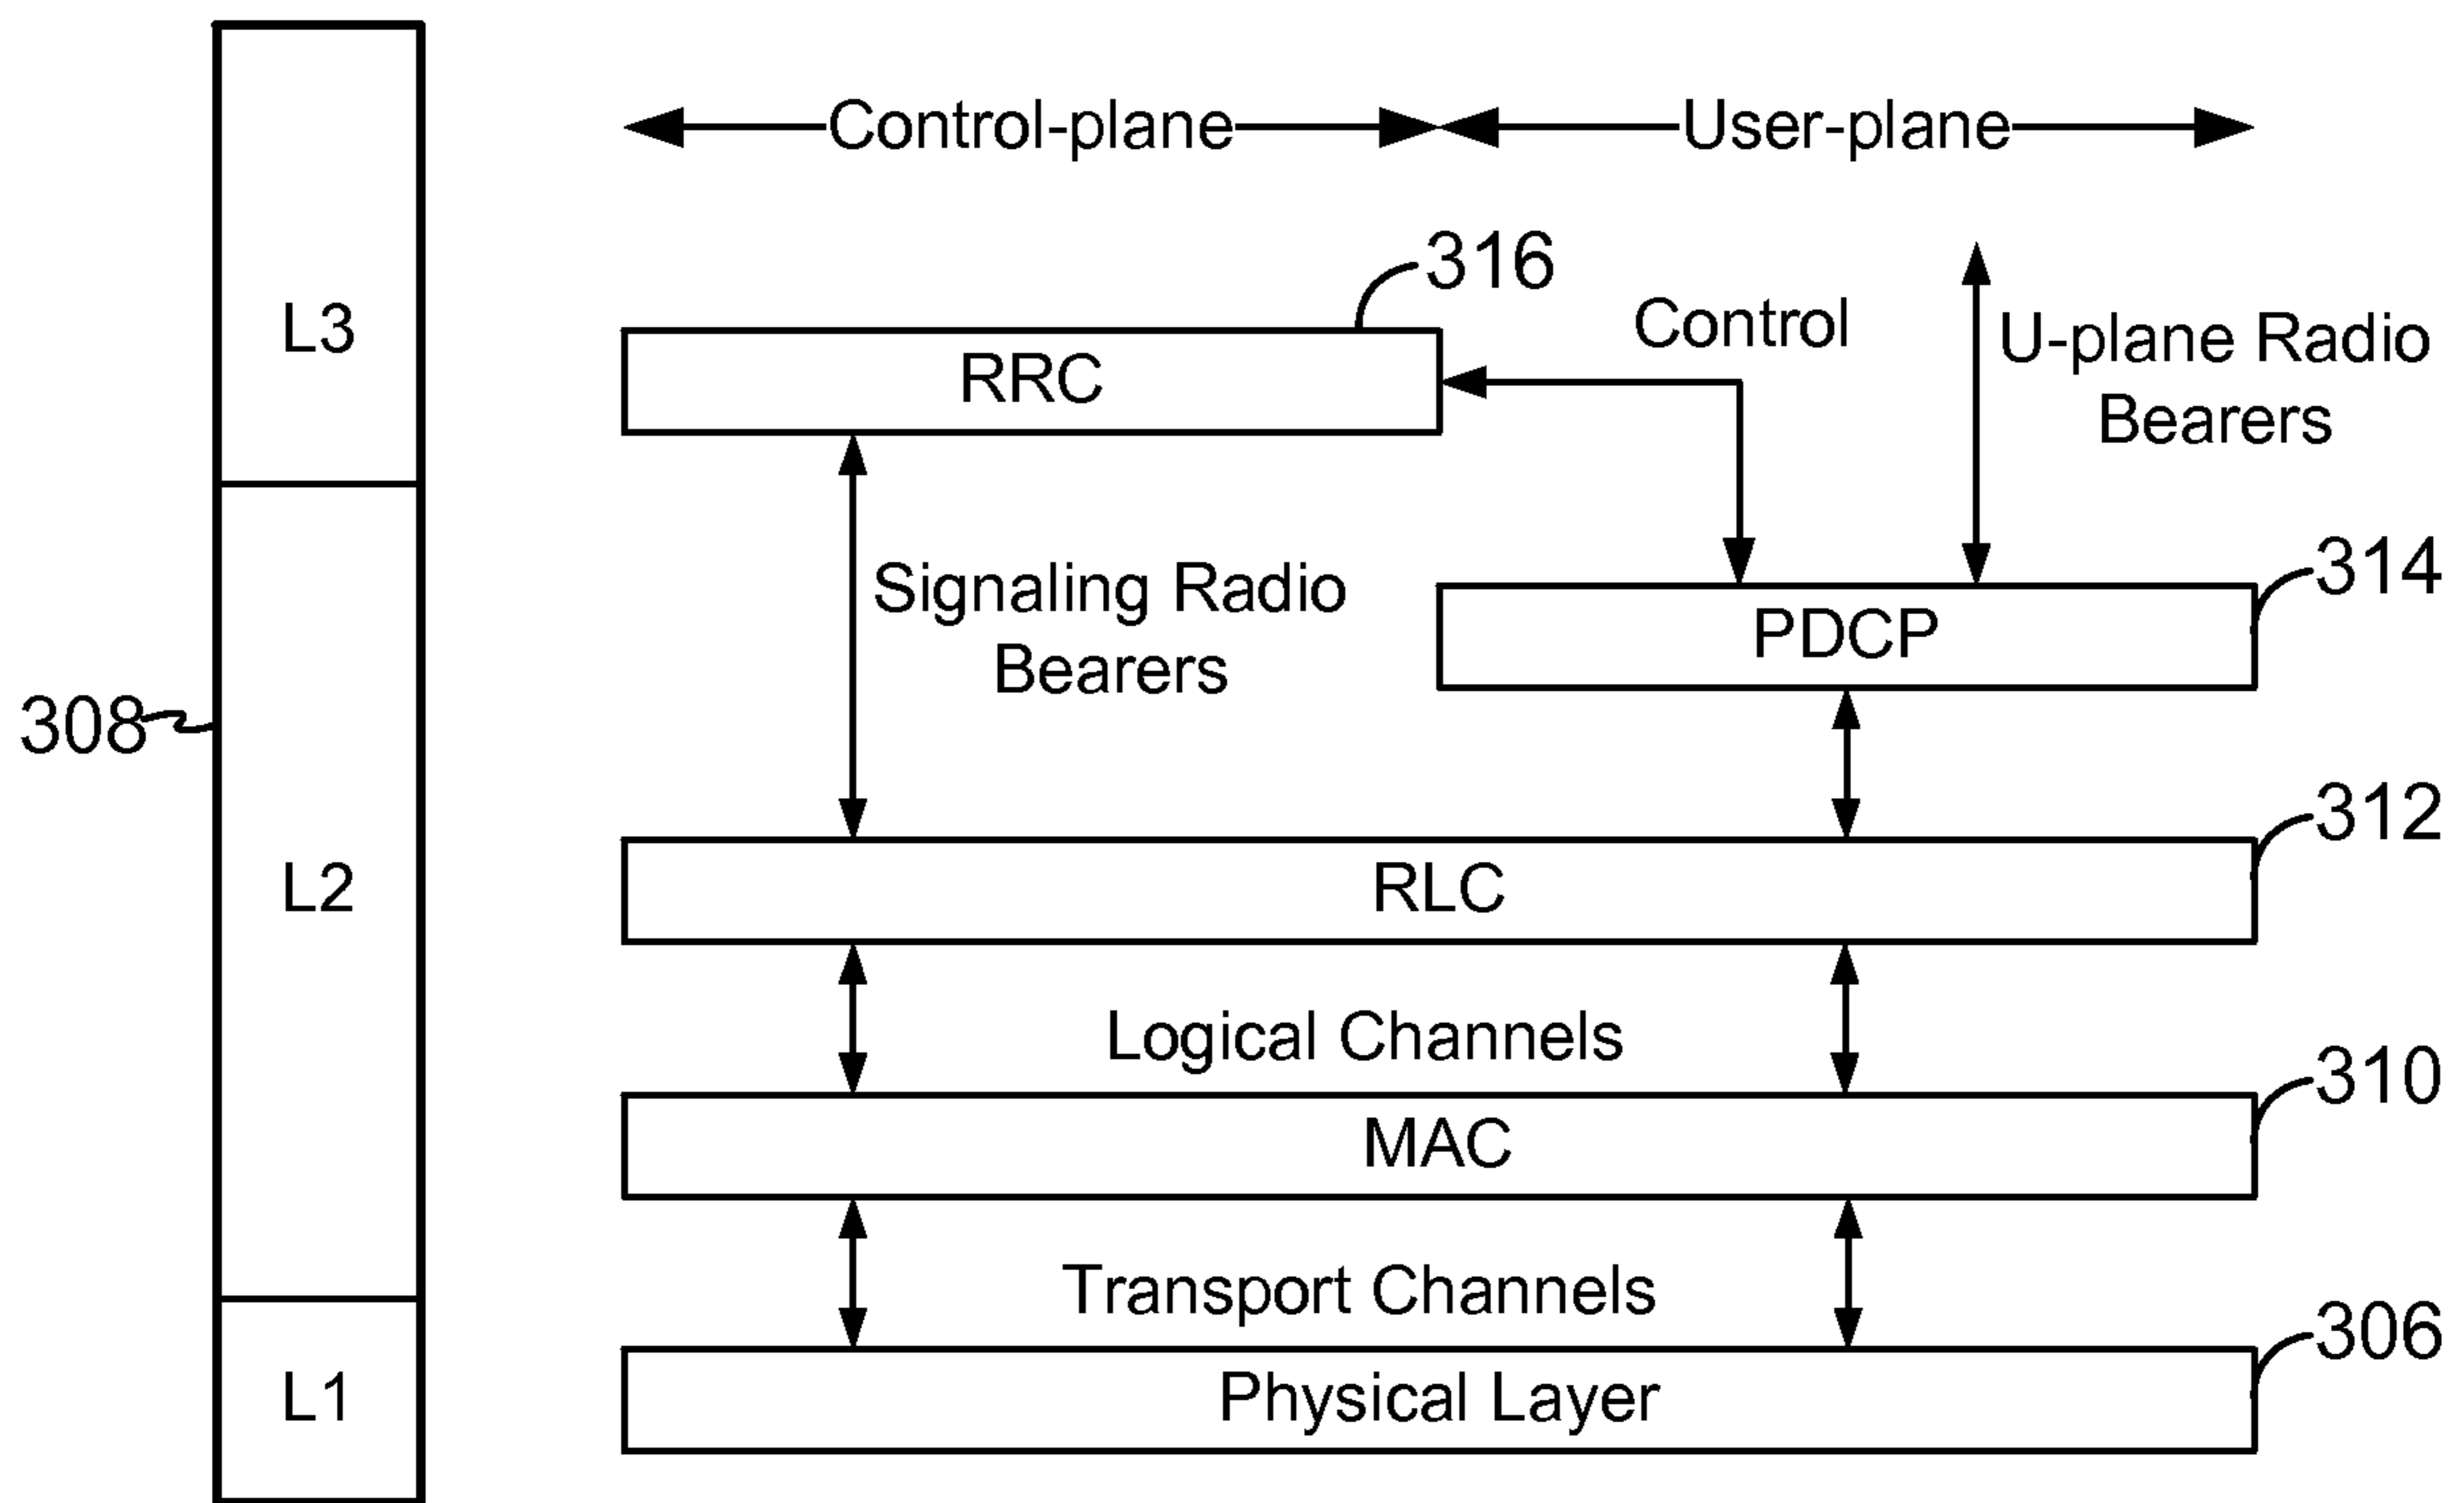 Control-plane
User-plane
316
L3
RRC
Control
U-plane Radio
Bearers
Signaling Radio
Bearers
314
PDCP
308
312
L2
RLC
Logical Channels
310
MAC
Transport Channels
306
L1
Physical Layer